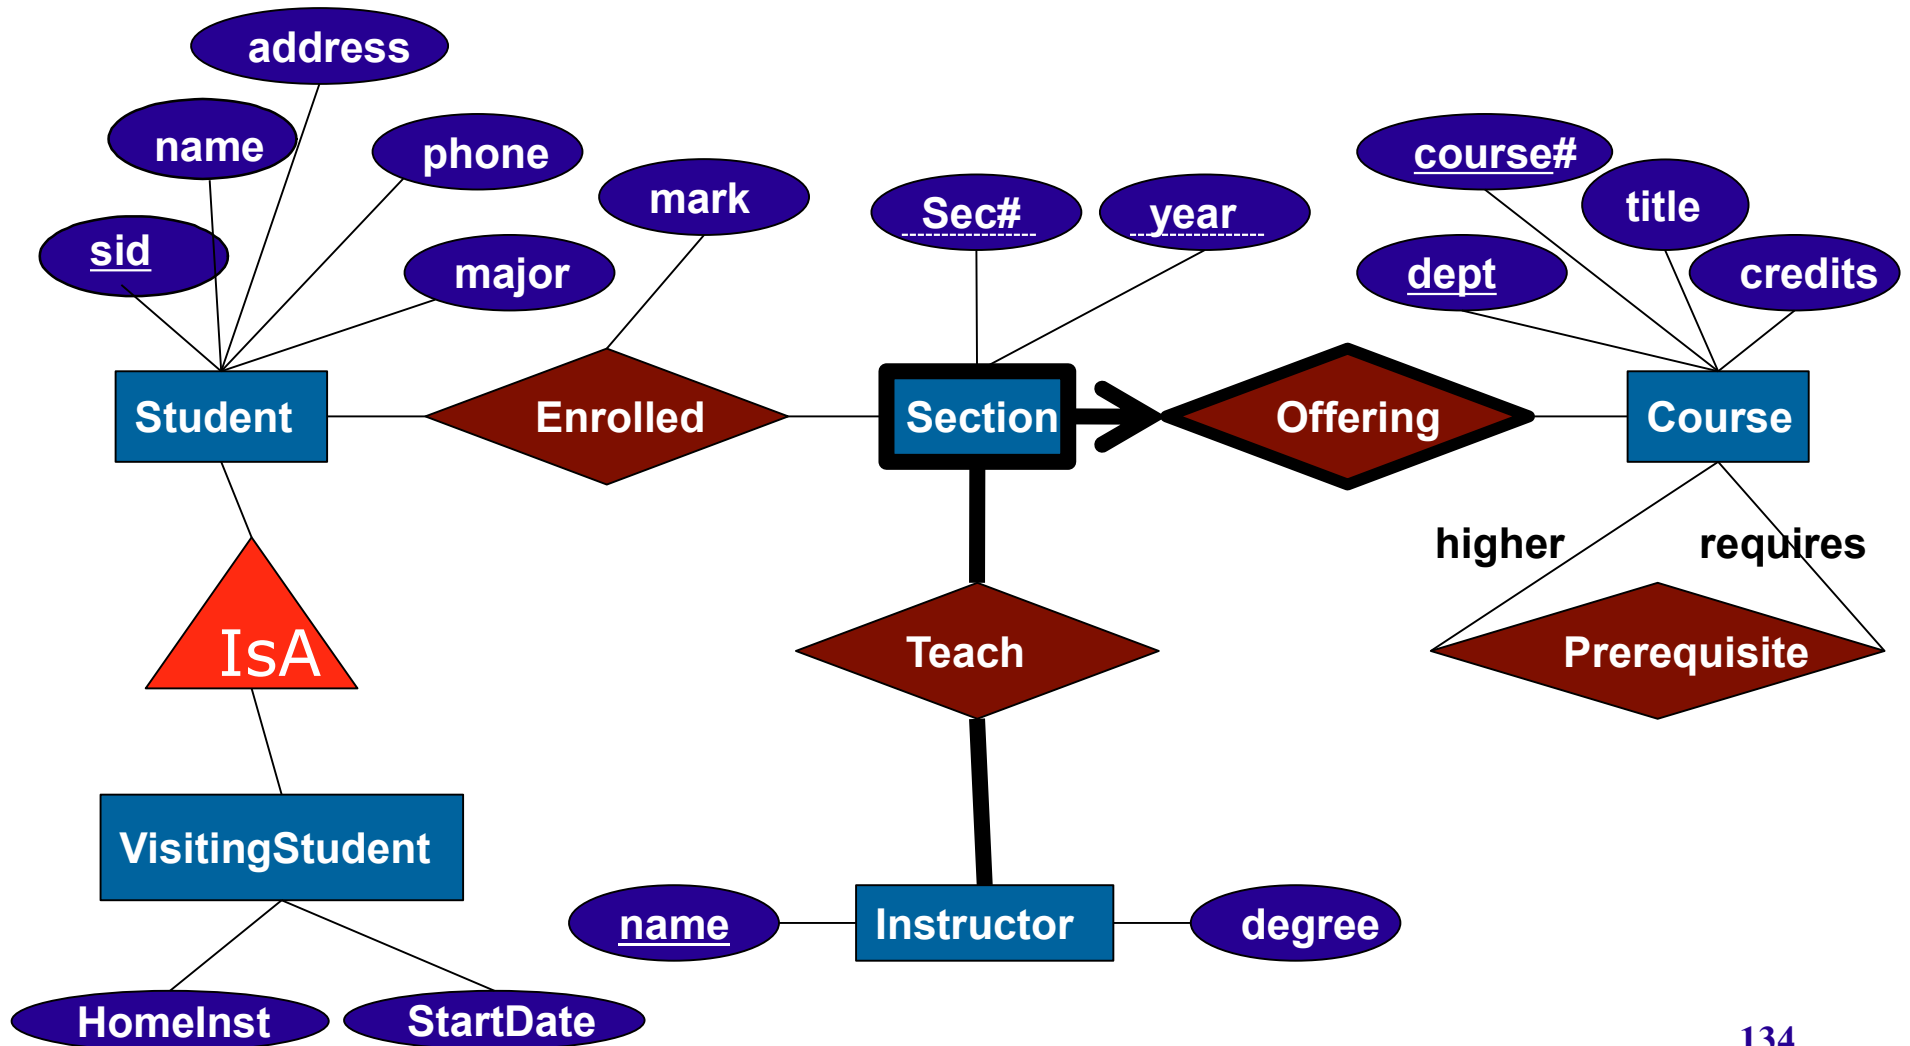 address
name
phone
mark
course#
Sec#
year
title
sid
major
dept
credits
Student
Enrolled
Section
Offering
Course
higher
requires
IsA
Teach
Prerequisite
VisitingStudent
name
Instructor
degree
HomeInst
StartDate
134